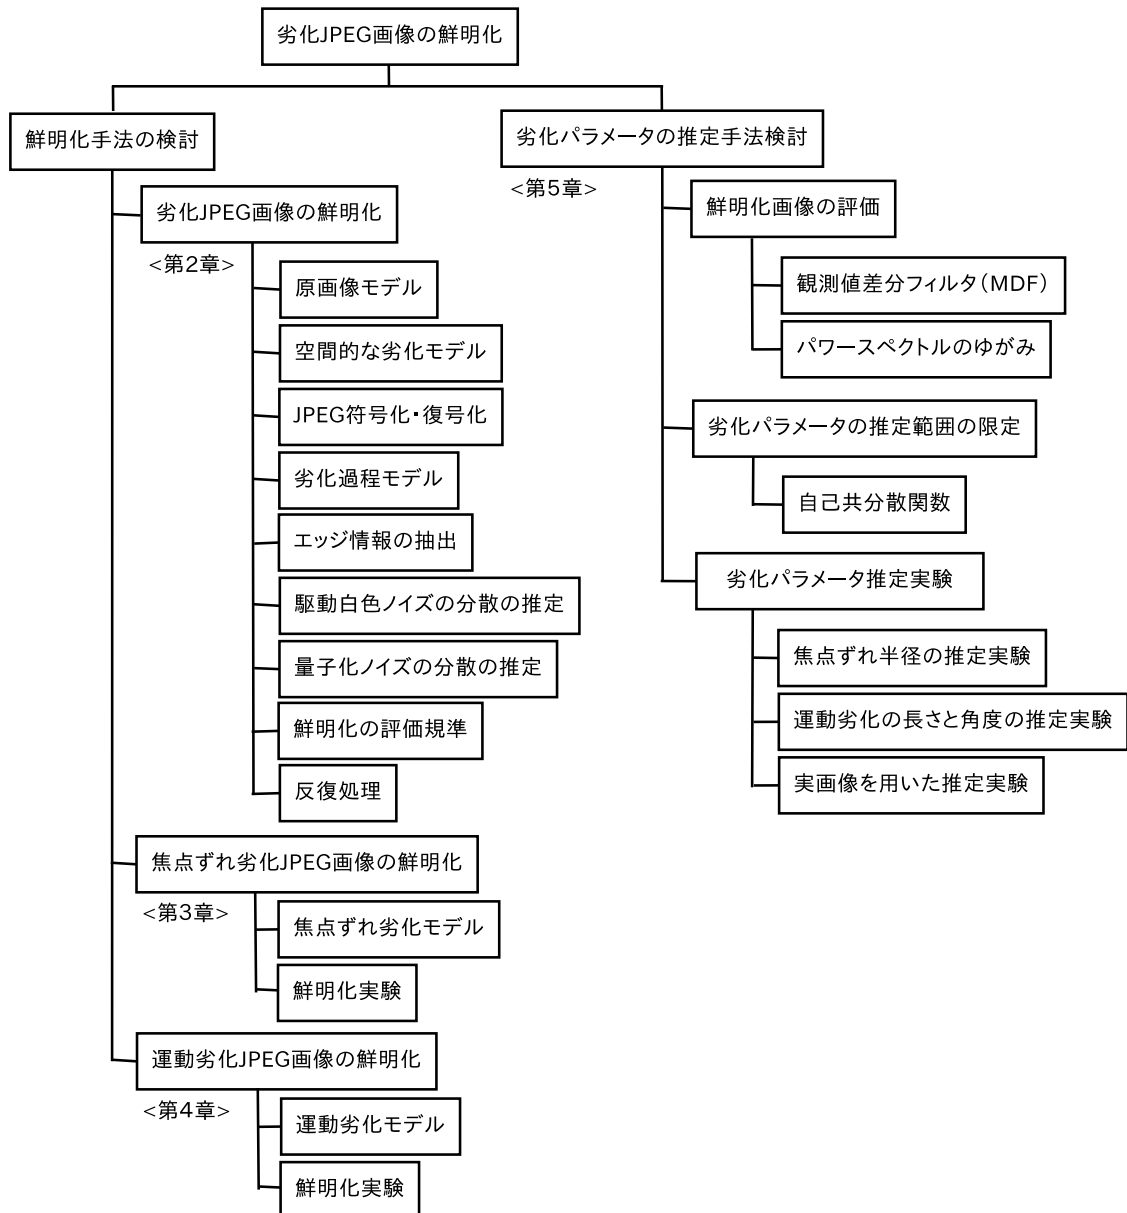 劣化JPEG画像の鮮明化
鮮明化手法の検討
劣化JPEG画像の鮮明化
<第2章>
原画像モデル
空間的な劣化モデル
JPEG符号化・復号化
劣化過程モデル
エッジ情報の抽出
駆動白色ノイズの分散の推定
量子化ノイズの分散の推定
鮮明化の評価規準
反復処理
焦点ずれ劣化JPEG画像の鮮明化
<第3章>
焦点ずれ劣化モデル
鮮明化実験
運動劣化JPEG画像の鮮明化
<第4章>
運動劣化モデル
鮮明化実験
劣化パラメータの推定手法検討
<第5章>
鮮明化画像の評価
観測値差分フィルタ(MDF)
パワースペクトルのゆがみ
劣化パラメータの推定範囲の限定
自己共分散関数
劣化パラメータ推定実験
焦点ずれ半径の推定実験
運動劣化の長さと角度の推定実験
実画像を用いた推定実験